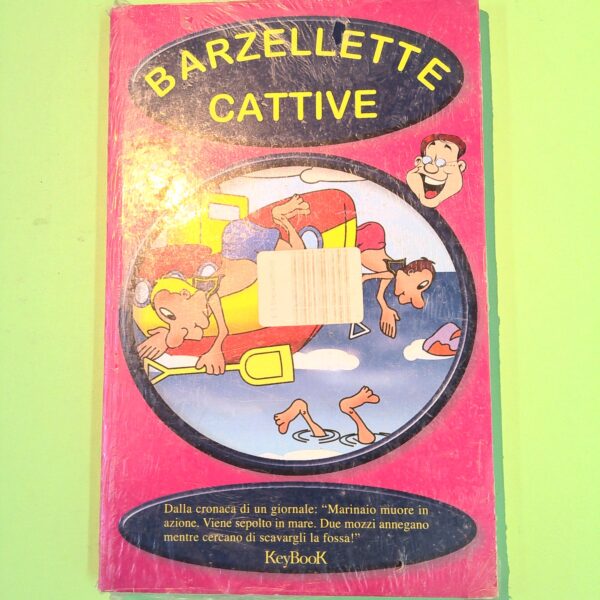 BARZELLETTE
CATTIVE
Dalla cronaca di un giornale: “Marinaio muore in
azione. Viene sepolto in mare. Due mozzi annegano
mentre cercano di scavargli la fossa!”
KeyBooK